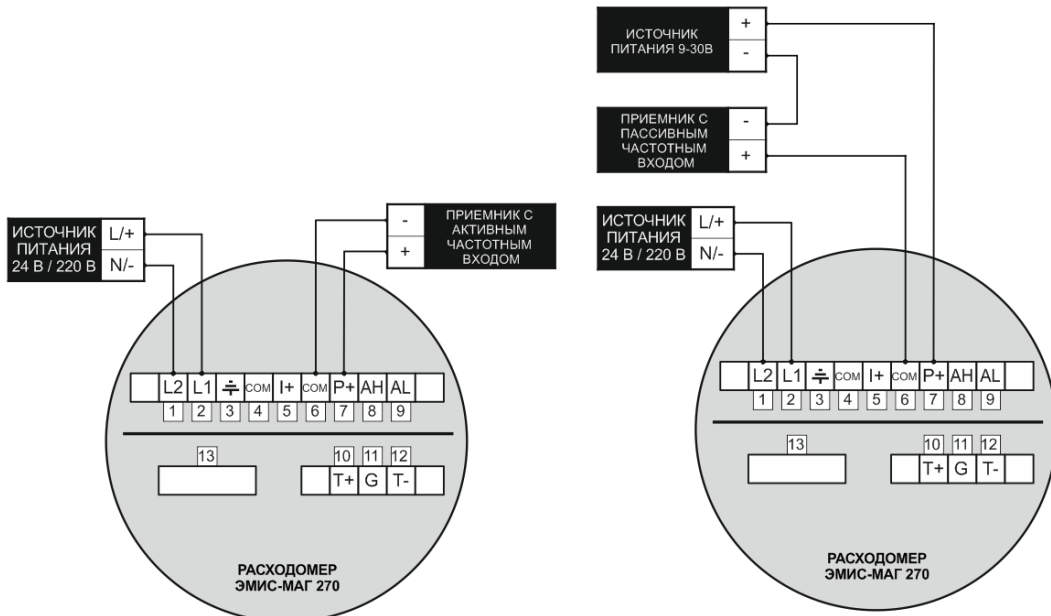 ИСТОЧНИК
ПИТАНИЯ
24 В / 220 В
L/+
N/-
-
+
ПРИЕМНИК С
АКТИВНЫМ
ЧАСТОТНЫМ
ВХОДОМ
L2 L1 COM I+ COM P+ AH AL
1 2 3 4 5 6 7 8 9
13
10 11 12
T+ G T-
РАСХОДОМЕР
ЭМИС-МАГ 270
ИСТОЧНИК
ПИТАНИЯ 9-30В
+
-
ПРИЕМНИК С
ПАССИВНЫМ
ЧАСТОТНЫМ
ВХОДОМ
-
+
ИСТОЧНИК
ПИТАНИЯ
24 В / 220 В
L/+
N/-
L2 L1 COM I+ COM P+ AH AL
1 2 3 4 5 6 7 8 9
13
10 11 12
T+ G T-
РАСХОДОМЕР
ЭМИС-МАГ 270